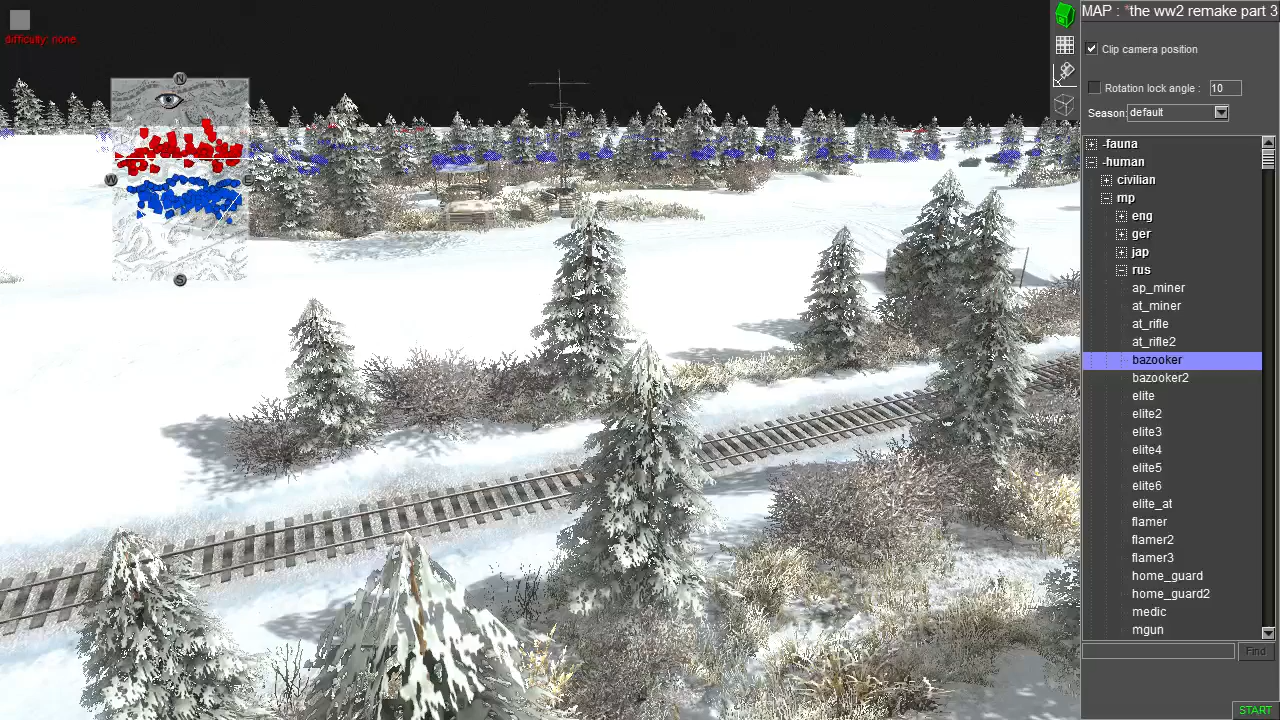 difficulty: none
N
W
E
S
MAP : *the ww2 remake part 3
Clip camera position
Rotation lock angle : 10
Season: default
-fauna
-human
civilian
mp
eng
ger
jap
rus
ap_miner
at_miner
at_rifle
at_rifle2
bazooker
bazooker2
elite
elite2
elite3
elite4
elite5
elite6
elite_at
flamer
flamer2
flamer3
home_guard
home_guard2
medic
mgun
Find
START